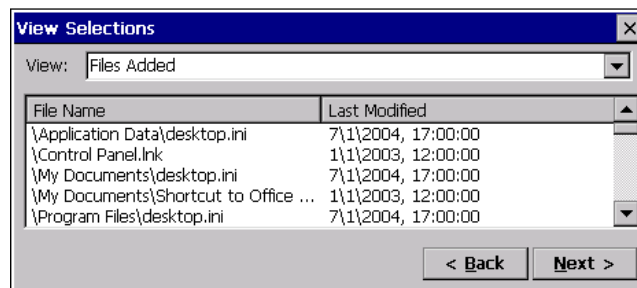 View Selections
View: Files Added
File Name Last Modified
\Application Data\desktop.ini 7\1\2004, 17:00:00
\Control Panel.lnk 1\1\2003, 12:00:00
\My Documents\desktop.ini 7\1\2004, 17:00:00
\My Documents\Shortcut to Office ... 1\1\2003, 12:00:00
\Program Files\desktop.ini 7\1\2004, 17:00:00
< Back Next >